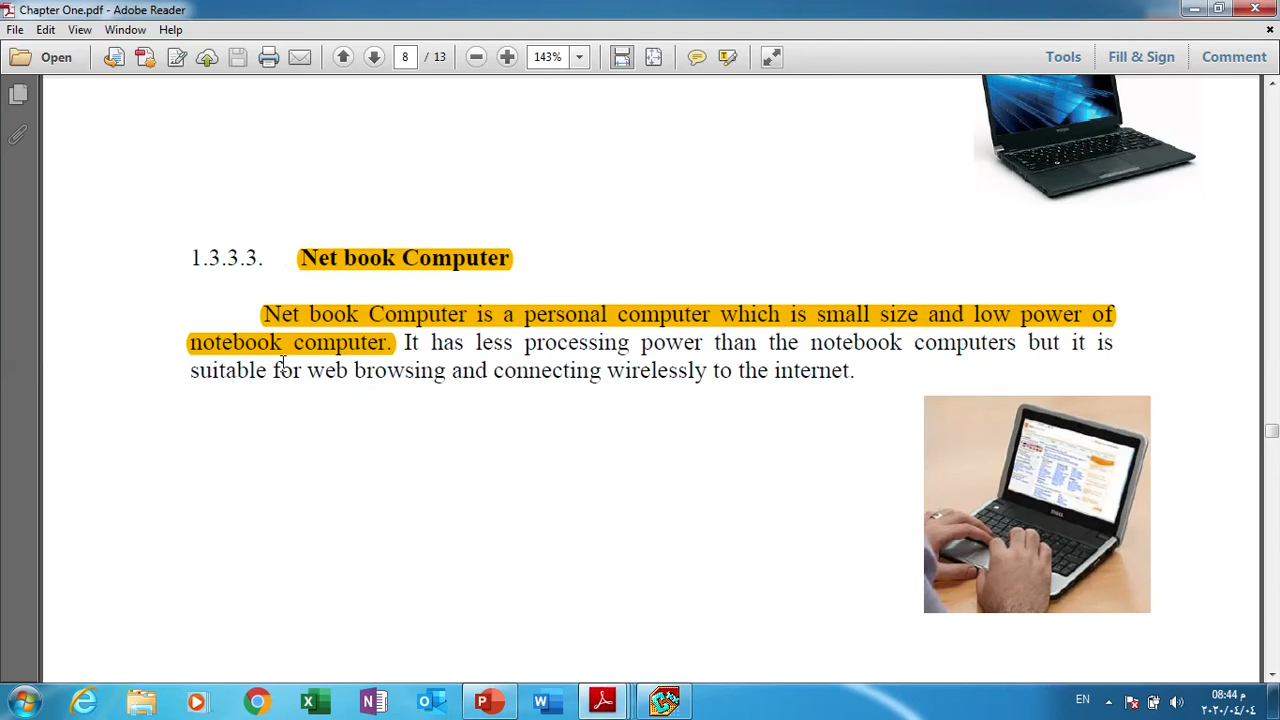 Chapter One.pdf - Adobe Reader
File Edit View Window Help
Open 8 / 13 143% Tools Fill & Sign Comment
1.3.3.3. Net book Computer
Net book Computer is a personal computer which is small size and low power of
notebook computer. It has less processing power than the notebook computers but it is
suitable for web browsing and connecting wirelessly to the internet.
EN
08:44 م
٢٠٢٠/٠٤/٠٤